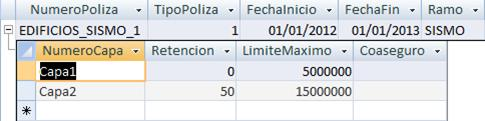 NumeroPoliza TipoPoliza FechaInicio FechaFin Ramo
EDIFICIOS_SISMO_1 1 01/01/2012 01/01/2013 SISMO
NumeroCapa Retencion LimiteMaximo Coaseguro
Capa1 0 5000000
Capa2 50 15000000